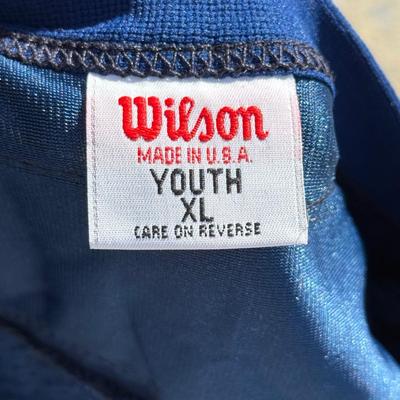 Wilson
MADE IN U.S.A.
YOUTH
XL
CARE ON REVERSE